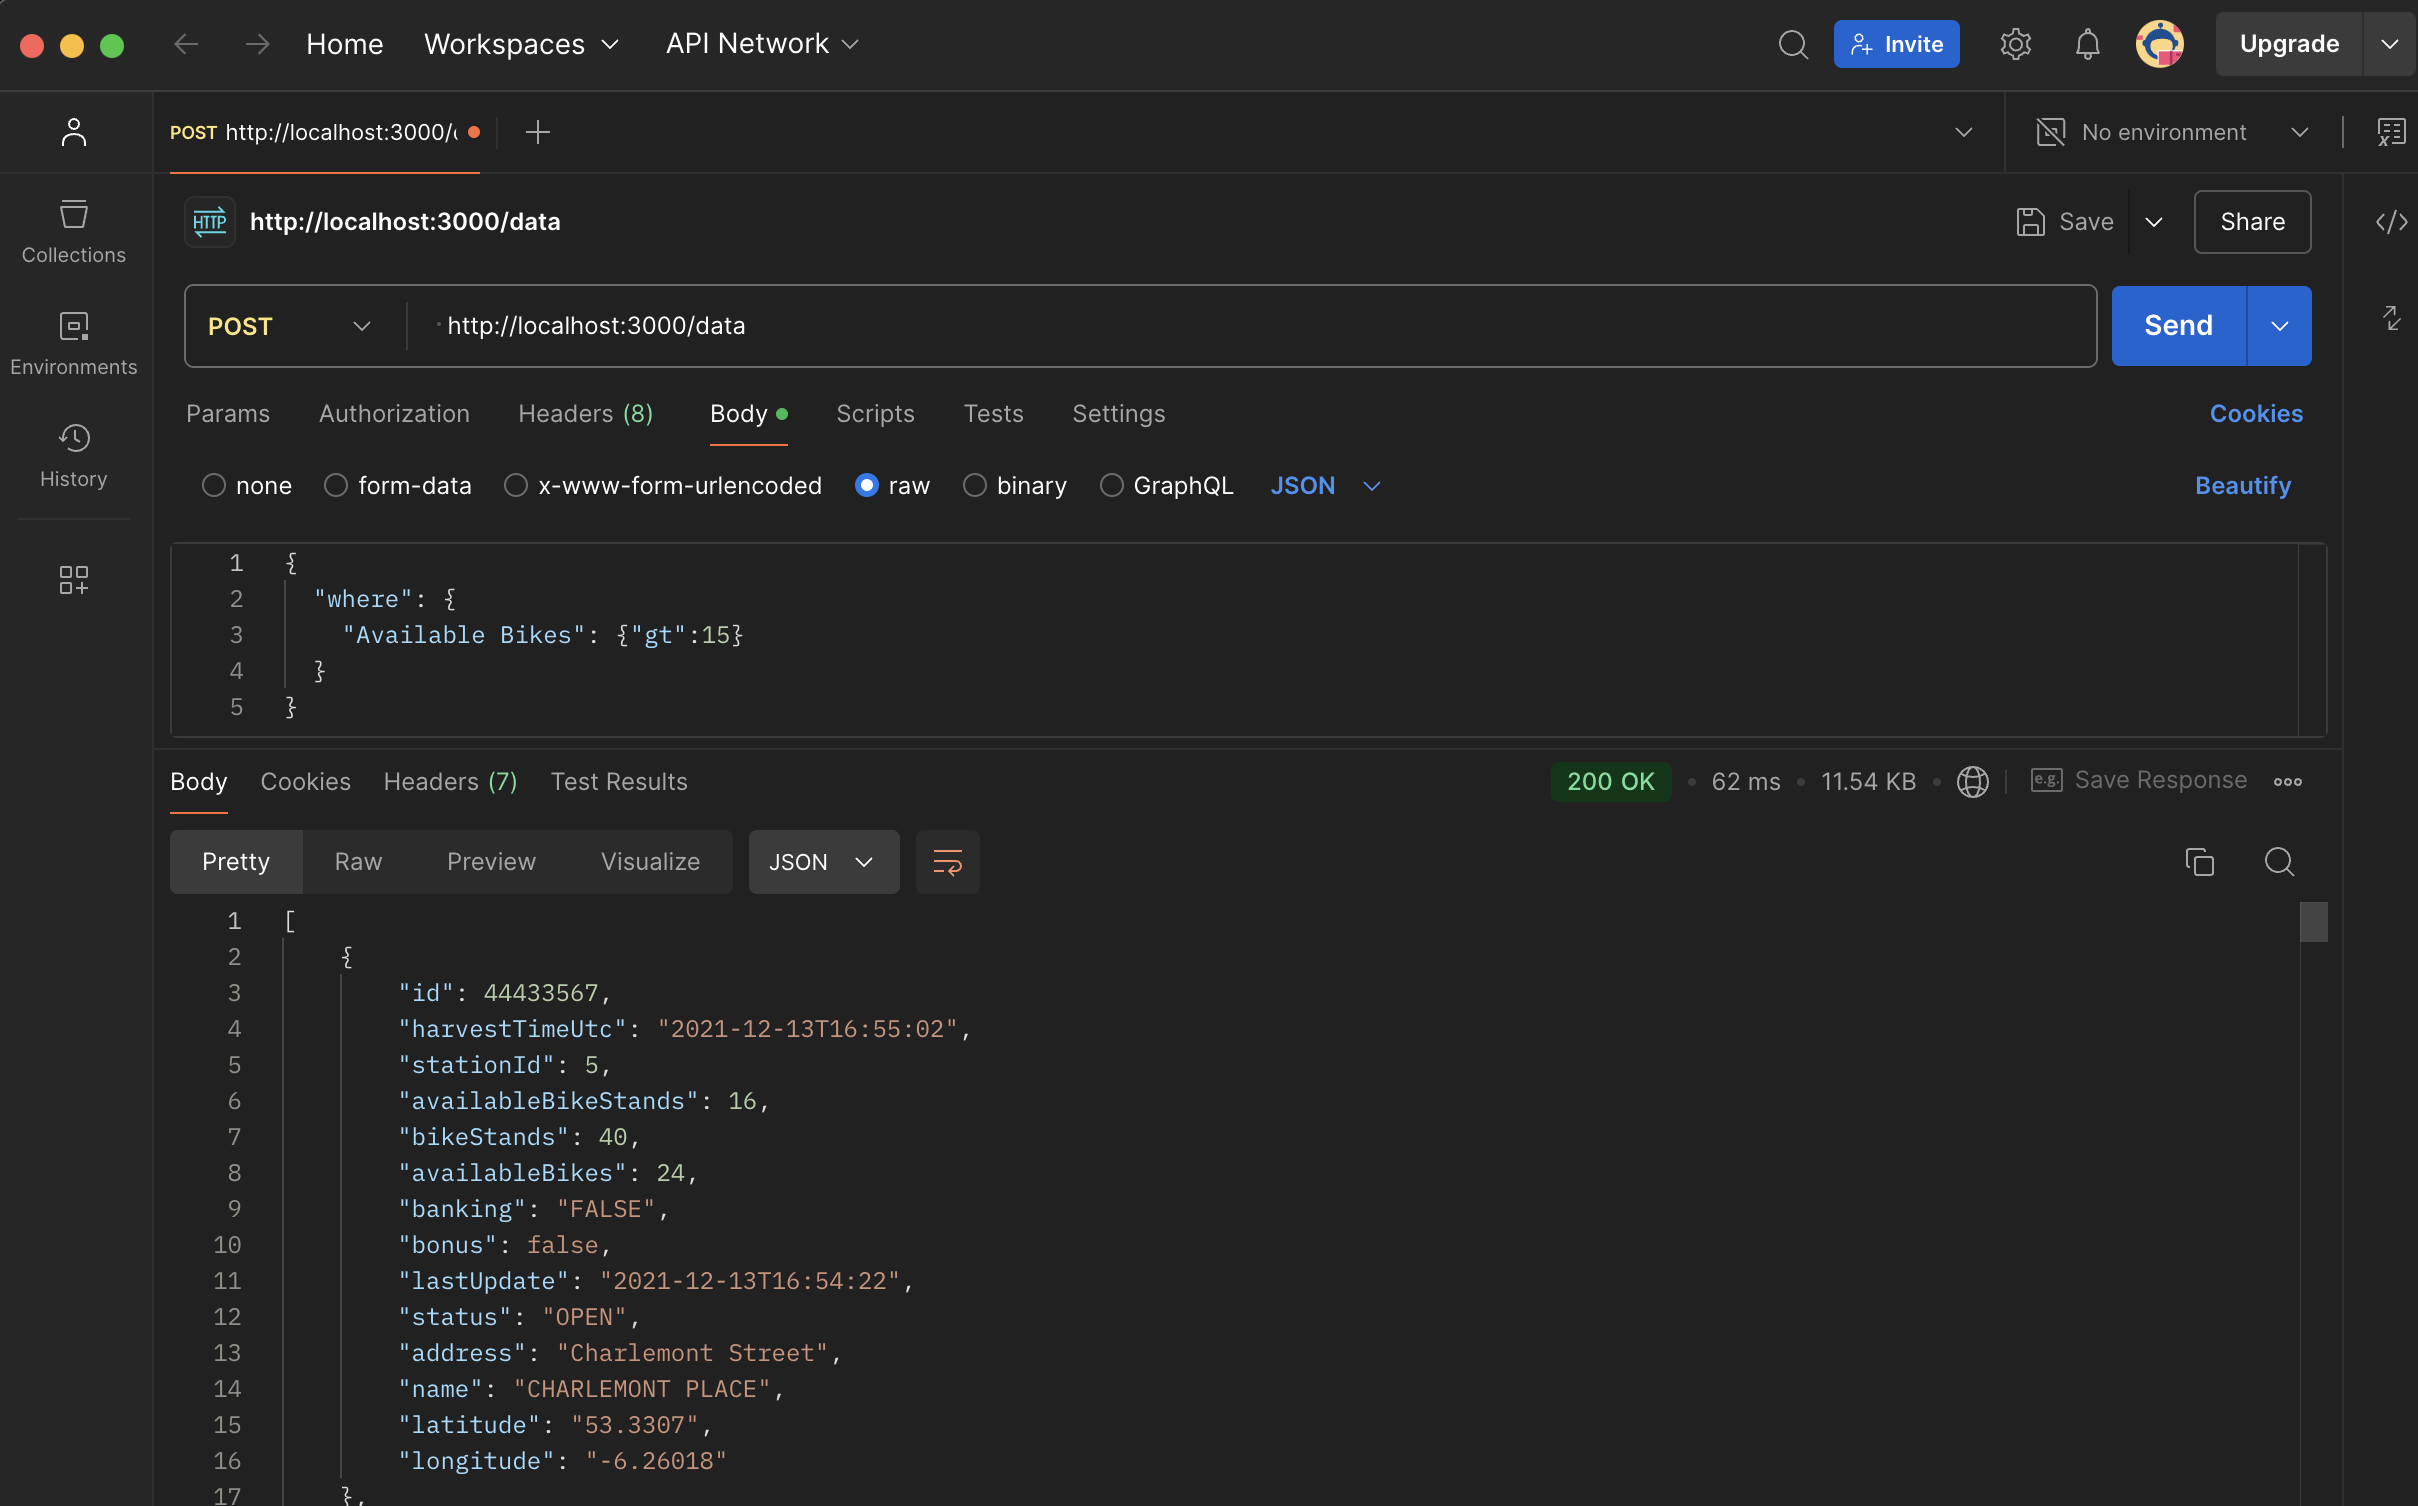 Home Workspaces API Network Invite Upgrade
POST http://localhost:3000/ No environment
HTTP http://localhost:3000/data Save Share
Collections
POST http://localhost:3000/data Send
Environments
Params Authorization Headers (8) Body Scripts Tests Settings Cookies
History
none form-data x-www-form-urlencoded raw binary GraphQL JSON Beautify
1 {
2 "where": {
3 "Available Bikes": {"gt":15}
4 }
5 }
Body Cookies Headers (7) Test Results 200 OK 62 ms 11.54 KB e.g. Save Response
Pretty Raw Preview Visualize JSON
1 [
2 {
3 "id": 44433567,
4 "harvestTimeUtc": "2021-12-13T16:55:02",
5 "stationId": 5,
6 "availableBikeStands": 16,
7 "bikeStands": 40,
8 "availableBikes": 24,
9 "banking": "FALSE",
10 "bonus": false,
11 "lastUpdate": "2021-12-13T16:54:22",
12 "status": "OPEN",
13 "address": "Charlemont Street",
14 "name": "CHARLEMONT PLACE",
15 "latitude": "53.3307",
16 "longitude": "-6.26018"
17 },